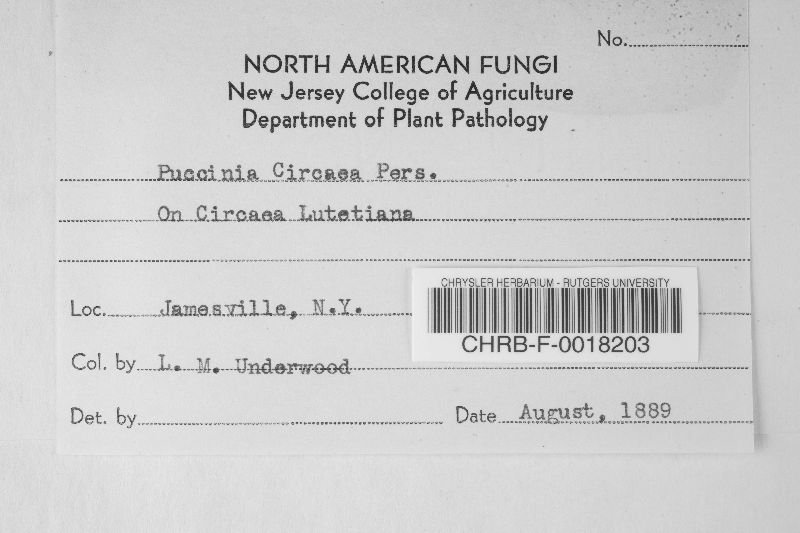 No.
NORTH AMERICAN FUNGI
New Jersey College of Agriculture
Department of Plant Pathology
Puccinia Circaea Pers.
On Circaea Lutetiana
Loc. Jamesville, N.Y.
CHRYSLER HERBARIUM - RUTGERS UNIVERSITY
CHRB-F-0018203
Col. by L. M. Underwood
Det. by Date August, 1889